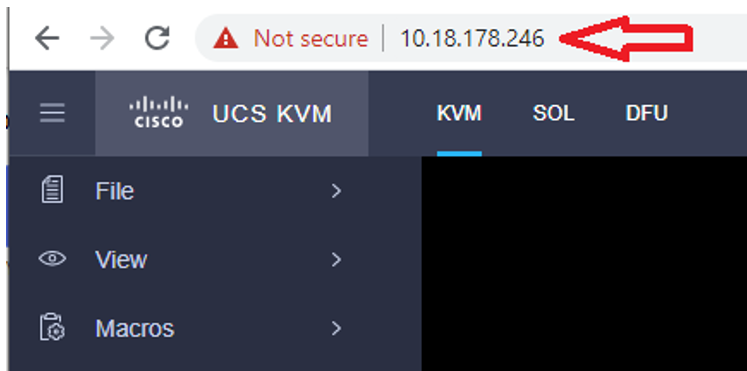 Not secure | 10.18.178.246
CISCO UCS KVM KVM SOL DFU
File
View
Macros